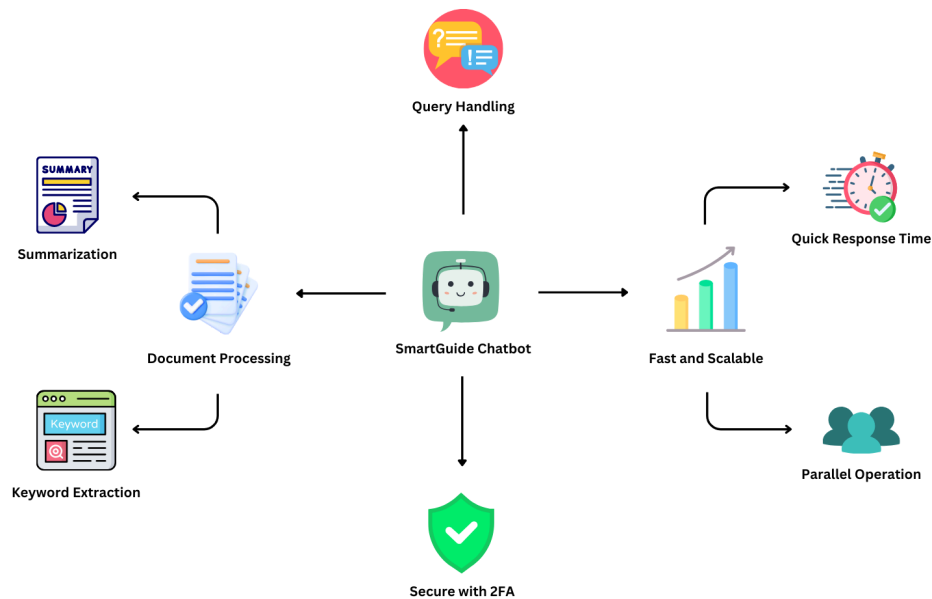 ?
!
Query Handling
SUMMARY
Summarization
Quick Response Time
Document Processing
SmartGuide Chatbot
Fast and Scalable
Keyword
Keyword Extraction
Parallel Operation
Secure with 2FA